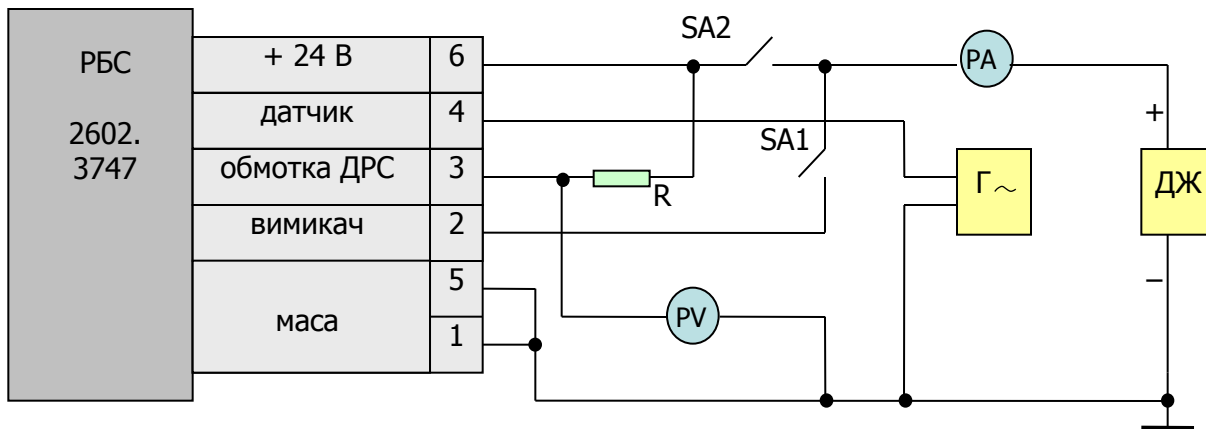 РБС
2602.
3747
+ 24 В
6
датчик
4
обмотка ДРС
3
вимикач
2
маса
5
1
SA2
SA1
R
PV
PA
Г～
+
ДЖ
−